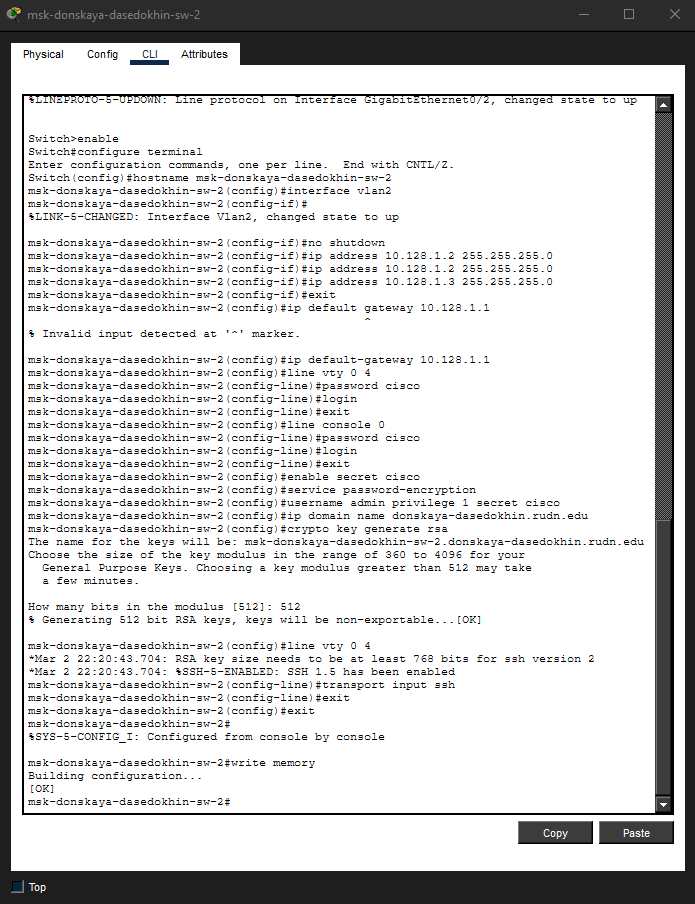 msk-donskaya-dasedokhin-sw-2
Physical Config CLI Attributes
%LINEPROTO-5-UPDOWN: Line protocol on Interface GigabitEthernet0/2, changed state to up
Switch>enable
Switch#configure terminal
Enter configuration commands, one per line.  End with CNTL/Z.
Switch(config)#hostname msk-donskaya-dasedokhin-sw-2
msk-donskaya-dasedokhin-sw-2(config)#interface vlan2
msk-donskaya-dasedokhin-sw-2(config-if)#
%LINK-5-CHANGED: Interface Vlan2, changed state to up
msk-donskaya-dasedokhin-sw-2(config-if)#no shutdown
msk-donskaya-dasedokhin-sw-2(config-if)#ip address 10.128.1.2 255.255.255.0
msk-donskaya-dasedokhin-sw-2(config-if)#ip address 10.128.1.2 255.255.255.0
msk-donskaya-dasedokhin-sw-2(config-if)#ip address 10.128.1.3 255.255.255.0
msk-donskaya-dasedokhin-sw-2(config-if)#exit
msk-donskaya-dasedokhin-sw-2(config)#ip default gateway 10.128.1.1
^
% Invalid input detected at '^' marker.
msk-donskaya-dasedokhin-sw-2(config)#ip default-gateway 10.128.1.1
msk-donskaya-dasedokhin-sw-2(config)#line vty 0 4
msk-donskaya-dasedokhin-sw-2(config-line)#password cisco
msk-donskaya-dasedokhin-sw-2(config-line)#login
msk-donskaya-dasedokhin-sw-2(config-line)#exit
msk-donskaya-dasedokhin-sw-2(config)#line console 0
msk-donskaya-dasedokhin-sw-2(config-line)#password cisco
msk-donskaya-dasedokhin-sw-2(config-line)#login
msk-donskaya-dasedokhin-sw-2(config-line)#exit
msk-donskaya-dasedokhin-sw-2(config)#enable secret cisco
msk-donskaya-dasedokhin-sw-2(config)#service password-encryption
msk-donskaya-dasedokhin-sw-2(config)#username admin privilege 1 secret cisco
msk-donskaya-dasedokhin-sw-2(config)#ip domain name donskaya-dasedokhin.rudn.edu
msk-donskaya-dasedokhin-sw-2(config)#crypto key generate rsa
The name for the keys will be: msk-donskaya-dasedokhin-sw-2.donskaya-dasedokhin.rudn.edu
Choose the size of the key modulus in the range of 360 to 4096 for your
General Purpose Keys. Choosing a key modulus greater than 512 may take
a few minutes.
How many bits in the modulus [512]: 512
% Generating 512 bit RSA keys, keys will be non-exportable...[OK]
msk-donskaya-dasedokhin-sw-2(config)#line vty 0 4
*Mar 2 22:20:43.704: RSA key size needs to be at least 768 bits for ssh version 2
*Mar 2 22:20:43.704: %SSH-5-ENABLED: SSH 1.5 has been enabled
msk-donskaya-dasedokhin-sw-2(config-line)#transport input ssh
msk-donskaya-dasedokhin-sw-2(config-line)#exit
msk-donskaya-dasedokhin-sw-2(config)#exit
msk-donskaya-dasedokhin-sw-2#
%SYS-5-CONFIG_I: Configured from console by console
msk-donskaya-dasedokhin-sw-2#write memory
Building configuration...
[OK]
msk-donskaya-dasedokhin-sw-2#
Copy Paste
Top